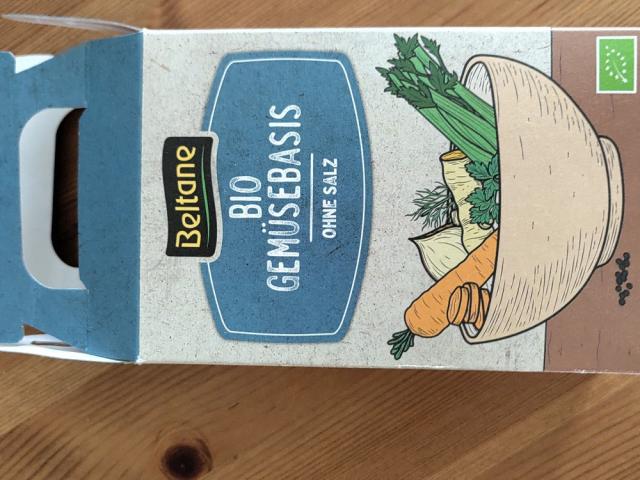 Beltane
BIO
GEMÜSEBASIS
OHNE SALZ